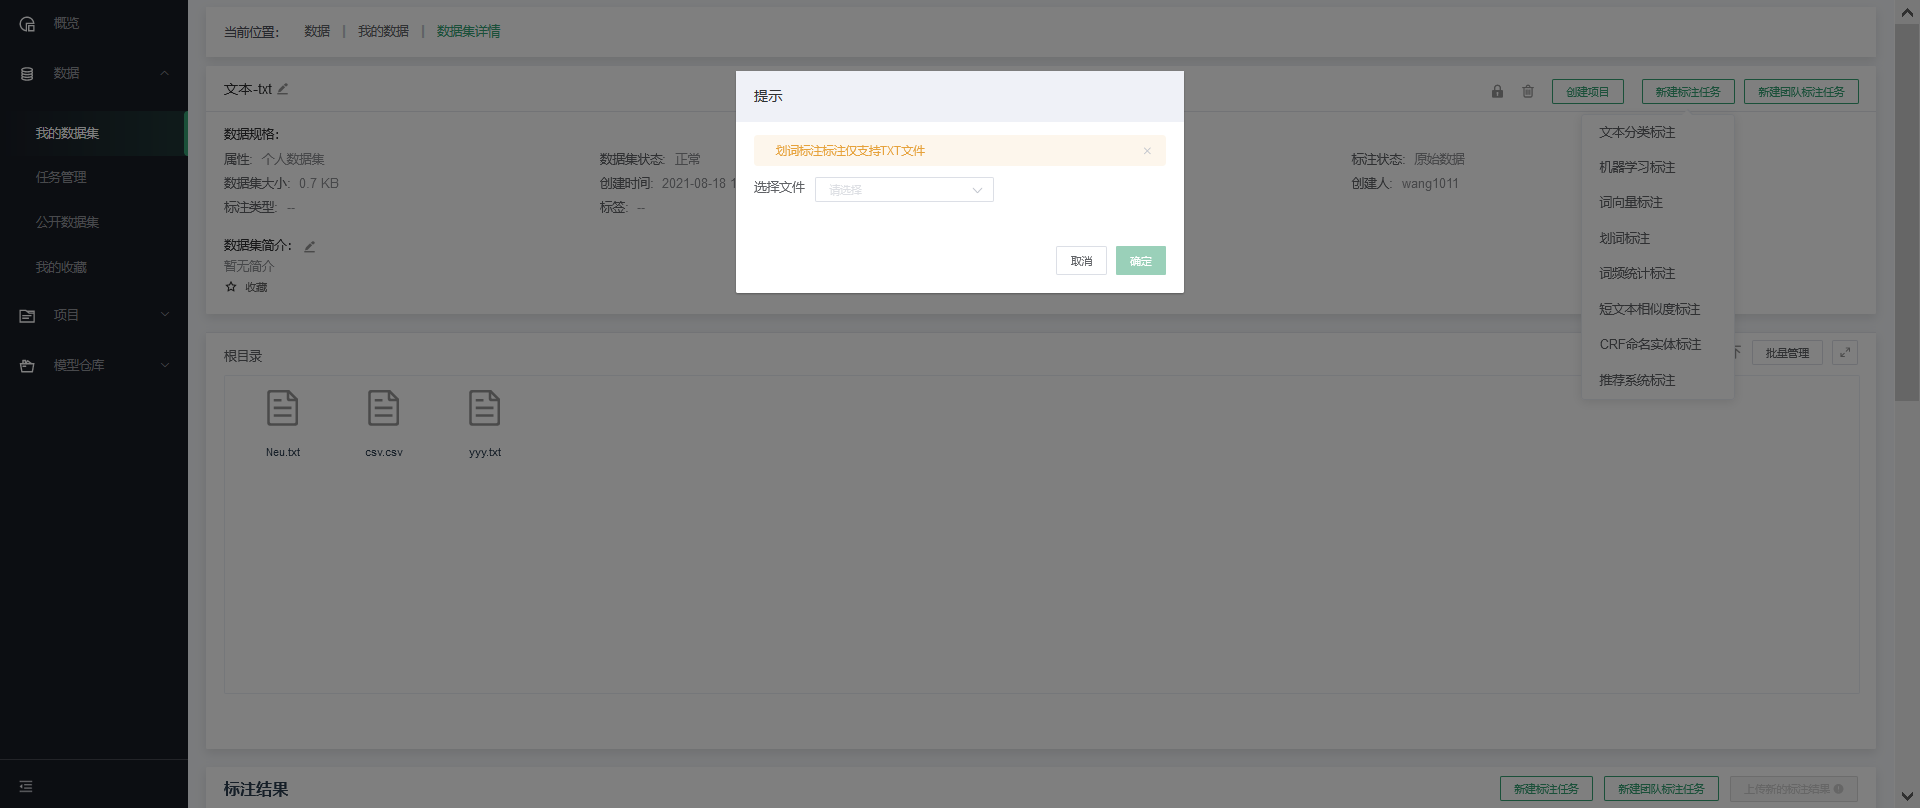 概览
数据
我的数据集
任务管理
公开数据集
我的收藏
项目
模型仓库
当前位置: 数据 | 我的数据 | 数据集详情
文本-txt
创建项目
新建标注任务
新建团队标注任务
数据规格:
属性: 个人数据集
数据集状态: 正常
标注状态: 原始数据
数据集大小: 0.7 KB
创建时间: 2021-08-18 1
创建人: wang1011
标注类型: --
标签: --
数据集简介:
暂无简介
收藏
提示
划词标注标注仅支持TXT文件
选择文件 请选择
取消
确定
文本分类标注
机器学习标注
词向量标注
划词标注
词频统计标注
短文本相似度标注
CRF命名实体标注
推荐系统标注
根目录
批量管理
Neu.txt
csv.csv
yyy.txt
标注结果
新建标注任务
新建团队标注任务
上传新的标注结果